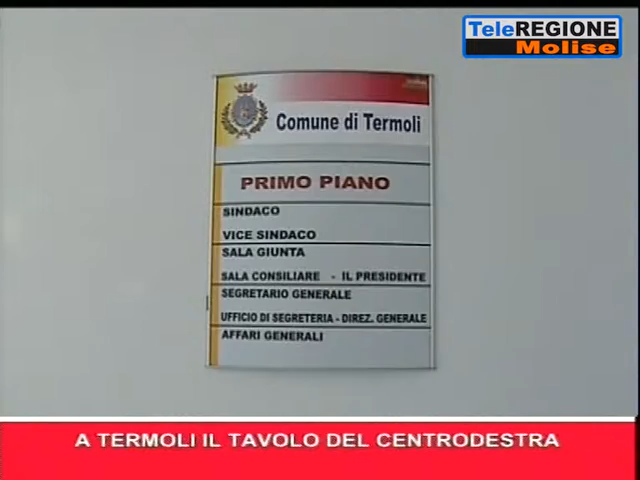 TeleREGIONE
Molise
Comune di Termoli
PRIMO PIANO
SINDACO
VICE SINDACO
SALA GIUNTA
SALA CONSILIARE - IL PRESIDENTE
SEGRETARIO GENERALE
UFFICIO DI SEGRETERIA - DIREZ. GENERALE
AFFARI GENERALI
A TERMOLI IL TAVOLO DEL CENTRODESTRA